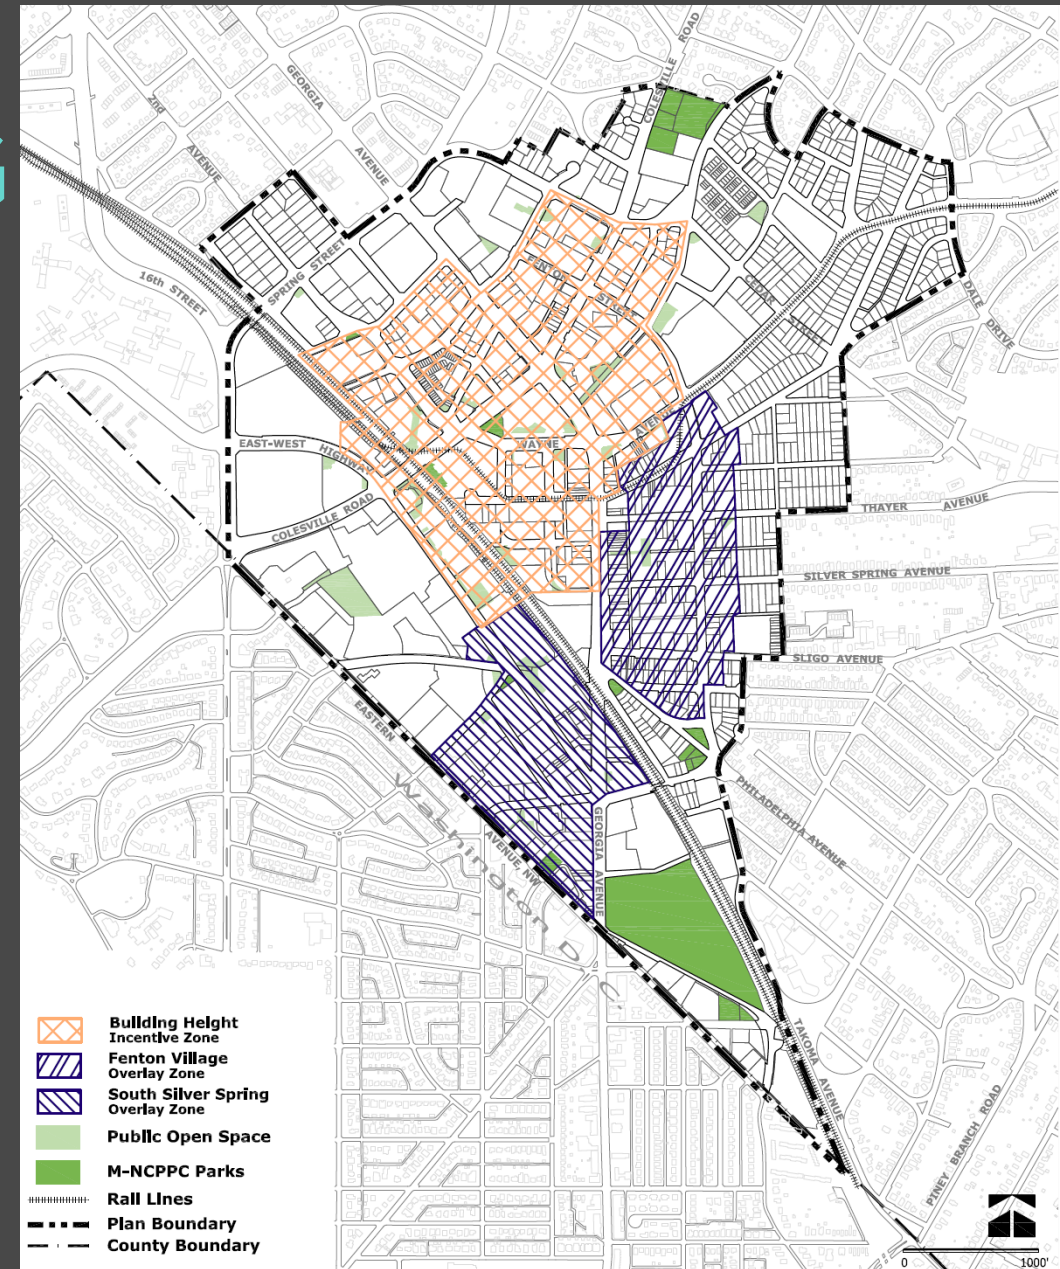 COLESVILLE ROAD
GEORGIA
AVENUE
2nd
AVENUE
SPRING STREET
16th STREET
FENTON
STREET
CEDAR
STREET
DALE
DRIVE
EAST-WEST
HIGHWAY
WAYNE
AVENUE
COLESVILLE ROAD
THAYER AVENUE
SILVER SPRING AVENUE
SLIGO AVENUE
EASTERN
AVENUE, NW
Washington D.C.
PHILADELPHIA AVENUE
GEORGIA AVENUE
TAKOMA AVENUE
PINEY BRANCH ROAD
Building Height
Incentive Zone
Fenton Village
Overlay Zone
South Silver Spring
Overlay Zone
Public Open Space
M-NCPPC Parks
Rail Lines
Plan Boundary
County Boundary
0 1000'